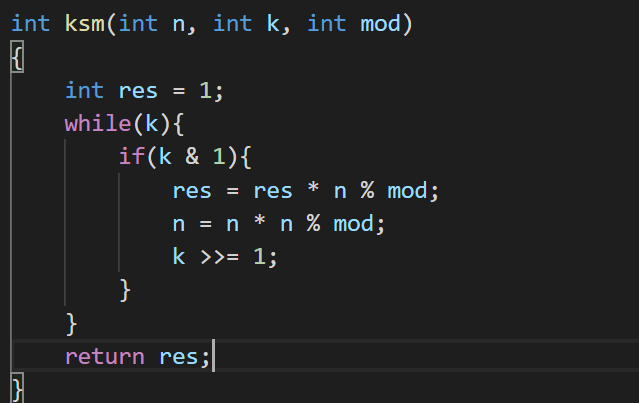 int ksm(int n, int k, int mod)
{
    int res = 1;
    while(k){
        if(k & 1){
            res = res * n % mod;
            n = n * n % mod;
            k >>= 1;
        }
    }
    return res;
}